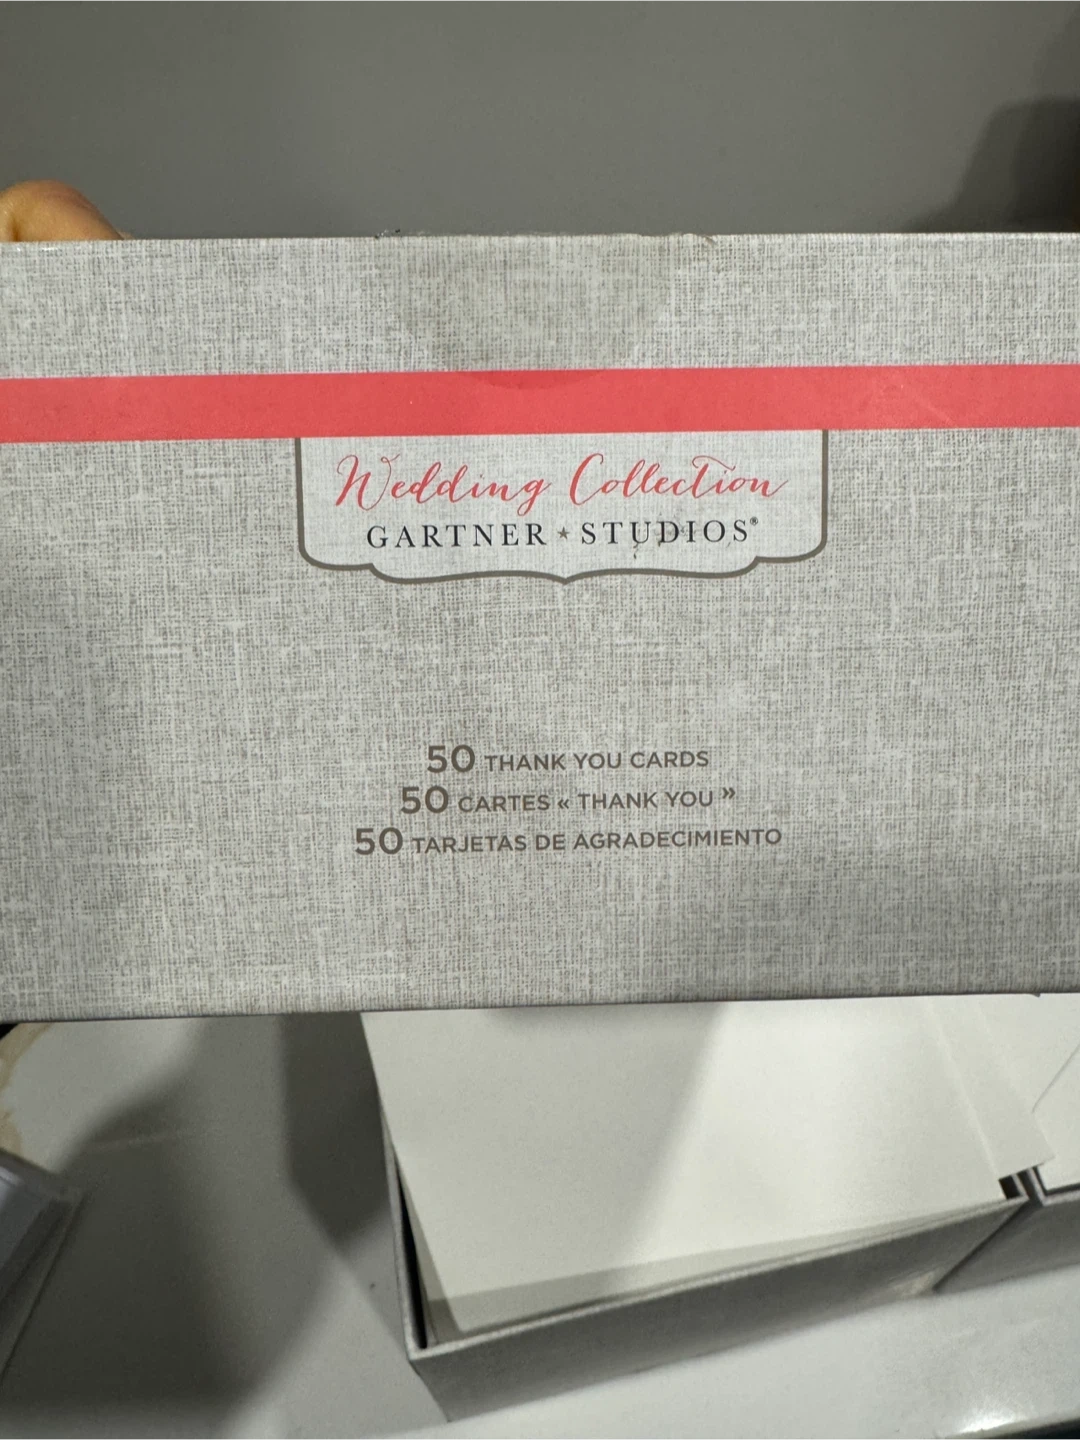 Wedding Collection
GARTNER ★ STUDIOS®
50 THANK YOU CARDS
50 CARTES « THANK YOU »
50 TARJETAS DE AGRADECIMIENTO